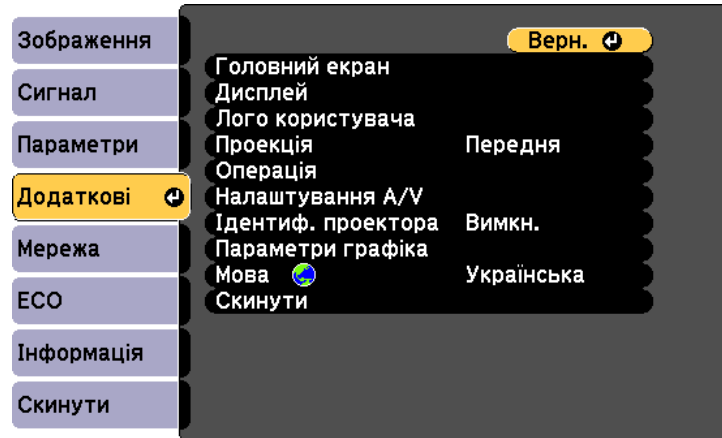 Зображення
Сигнал
Параметри
Додаткові
Мережа
ECO
Інформація
Скинути
Верн.
Головний екран
Дисплей
Лого користувача
Проекція Передня
Операція
Налаштування A/V
Ідентиф. проектора Вимкн.
Параметри графіка
Мова Українська
Скинути